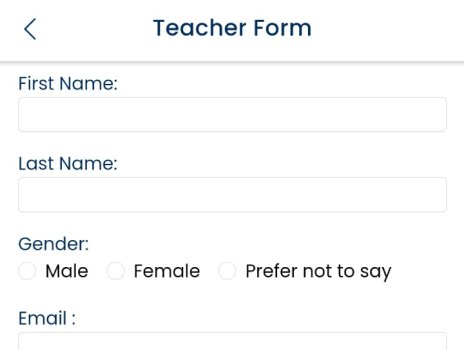 Teacher Form
First Name:
Last Name:
Gender:
Male Female Prefer not to say
Email :